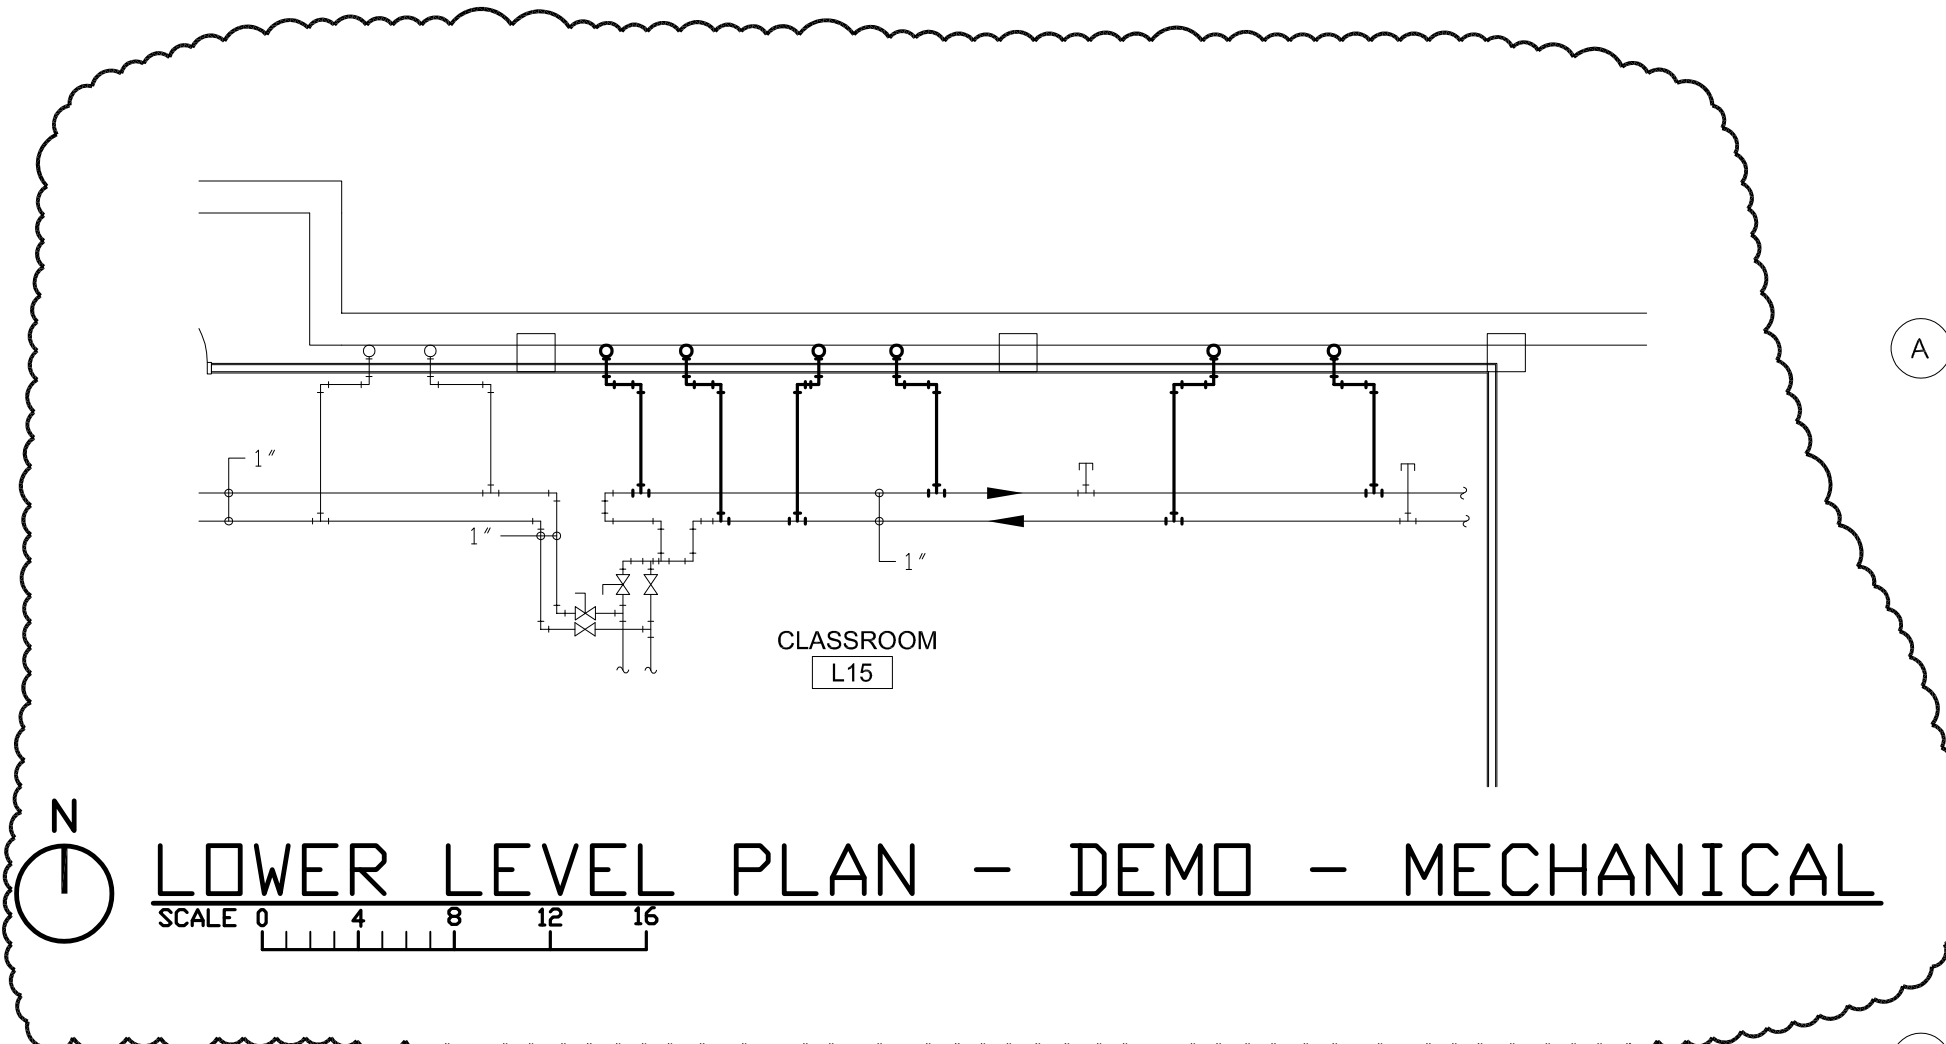 A
1"
1"
1"
CLASSROOM
L15
N
LOWER LEVEL PLAN - DEMO - MECHANICAL
SCALE 0 4 8 12 16